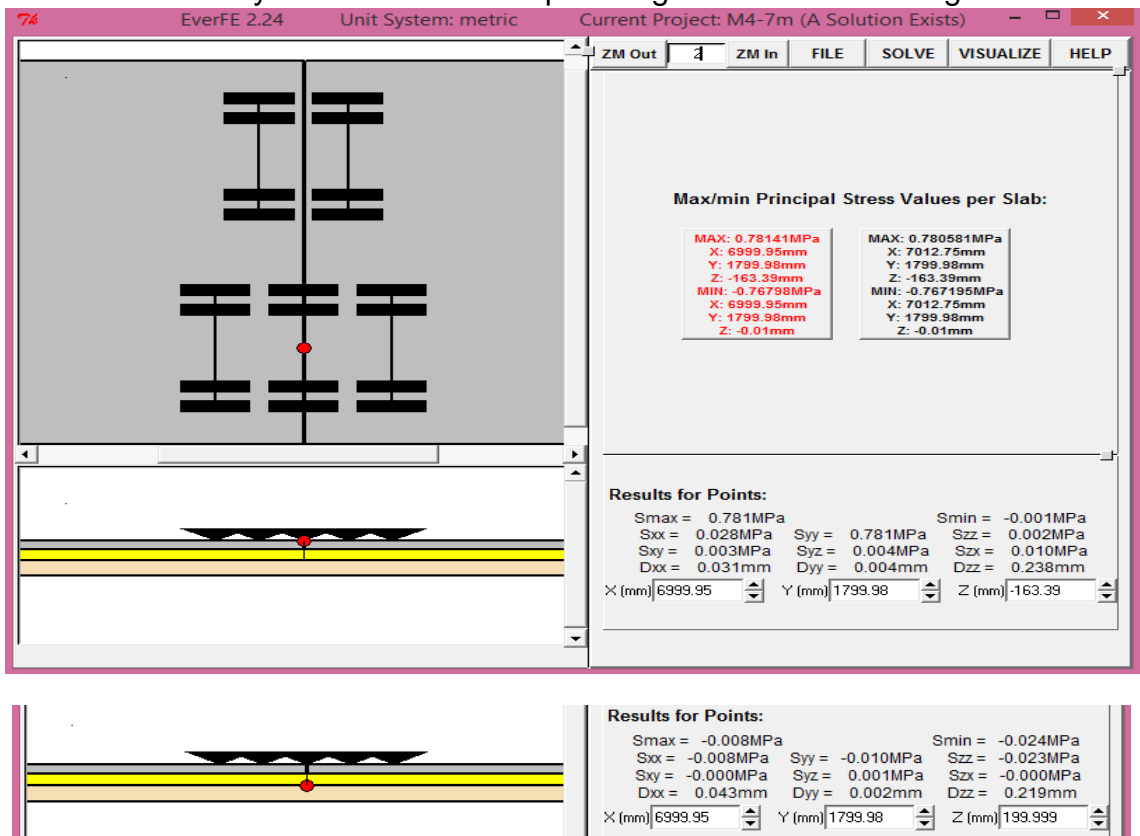 EverFE 2.24 Unit System: metric Current Project: M4-7m (A Solution Exists)
ZM Out 2 ZM In FILE SOLVE VISUALIZE HELP
Max/min Principal Stress Values per Slab:
MAX: 0.78141MPa
X: 6999.95mm
Y: 1799.98mm
Z: -163.39mm
MIN: -0.76798MPa
X: 6999.95mm
Y: 1799.98mm
Z: -0.01mm
MAX: 0.780581MPa
X: 7012.75mm
Y: 1799.98mm
Z: -163.39mm
MIN: -0.767195MPa
X: 7012.75mm
Y: 1799.98mm
Z: -0.01mm
Results for Points:
Smax = 0.781MPa Smin = -0.001MPa
Sxx = 0.028MPa Syy = 0.781MPa Szz = 0.002MPa
Sxy = 0.003MPa Syz = 0.004MPa Szx = 0.010MPa
Dxx = 0.031mm Dyy = 0.004mm Dzz = 0.238mm
X (mm) 6999.95 Y (mm) 1799.98 Z (mm) -163.39
Results for Points:
Smax = -0.008MPa Smin = -0.024MPa
Sxx = -0.008MPa Syy = -0.010MPa Szz = -0.023MPa
Sxy = -0.000MPa Syz = 0.001MPa Szx = -0.000MPa
Dxx = 0.043mm Dyy = 0.002mm Dzz = 0.219mm
X (mm) 6999.95 Y (mm) 1799.98 Z (mm) 199.999